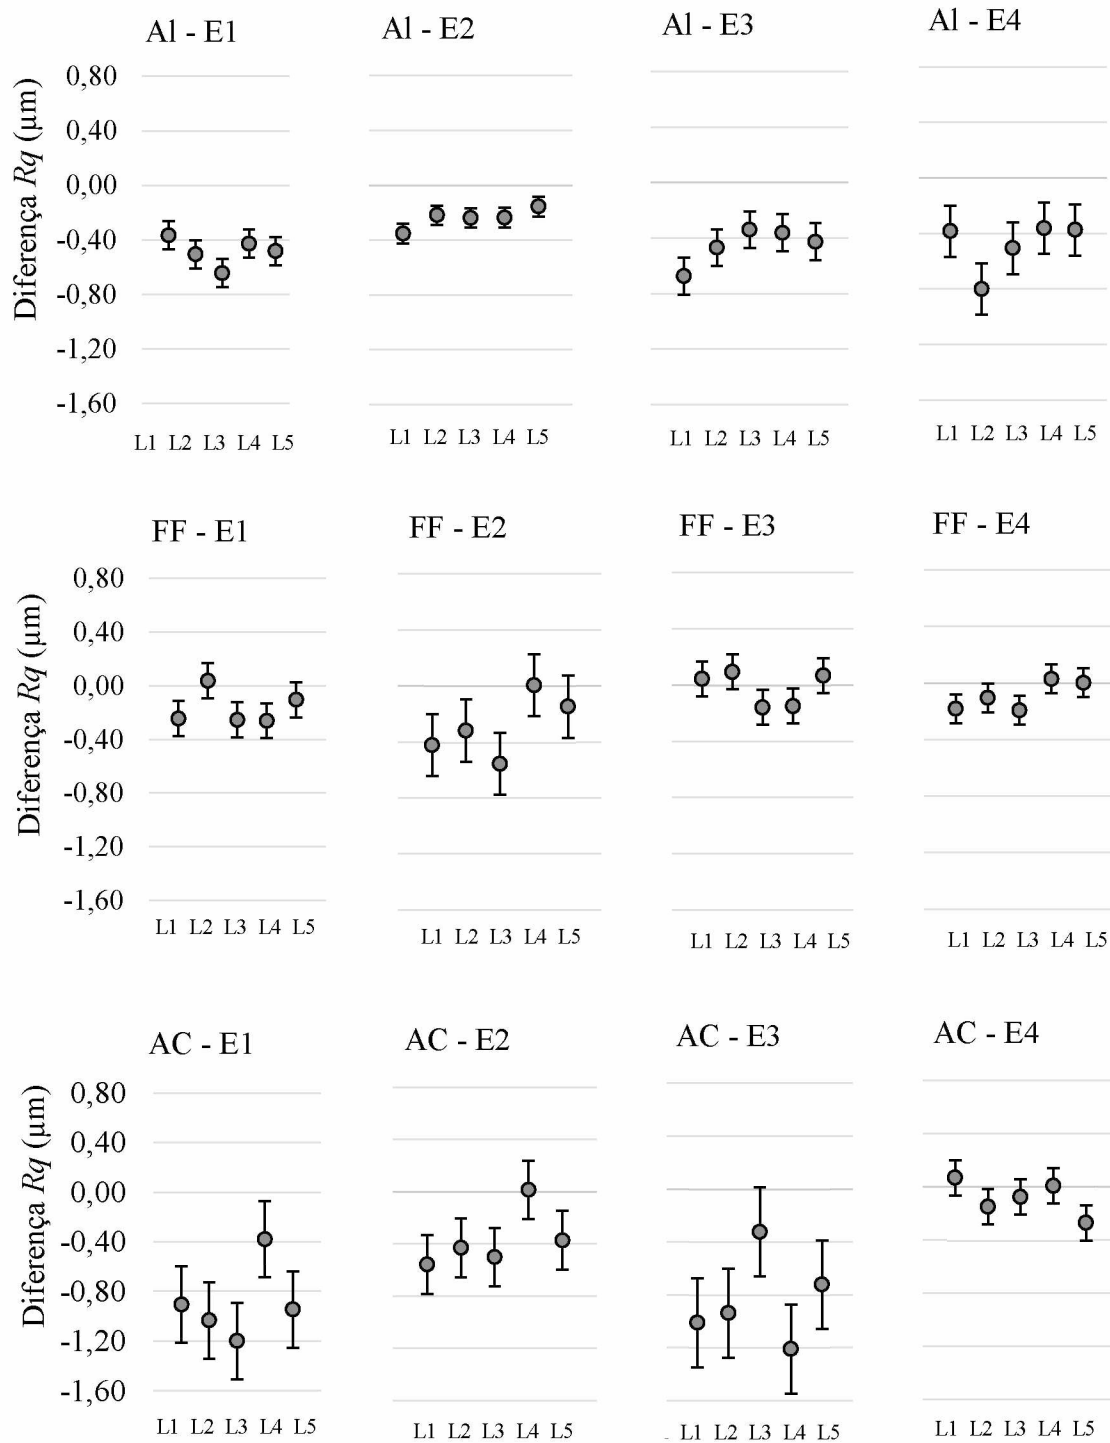 Al - E1
Al - E2
Al - E3
Al - E4
Diferença Rq (µm)
0,80
0,40
0,00
-0,40
-0,80
-1,20
-1,60
L1 L2 L3 L4 L5
L1 L2 L3 L4 L5
L1 L2 L3 L4 L5
L1 L2 L3 L4 L5
FF - E1
FF - E2
FF - E3
FF - E4
Diferença Rq (µm)
0,80
0,40
0,00
-0,40
-0,80
-1,20
-1,60
L1 L2 L3 L4 L5
L1 L2 L3 L4 L5
L1 L2 L3 L4 L5
L1 L2 L3 L4 L5
AC - E1
AC - E2
AC - E3
AC - E4
Diferença Rq (µm)
0,80
0,40
0,00
-0,40
-0,80
-1,20
-1,60
L1 L2 L3 L4 L5
L1 L2 L3 L4 L5
L1 L2 L3 L4 L5
L1 L2 L3 L4 L5